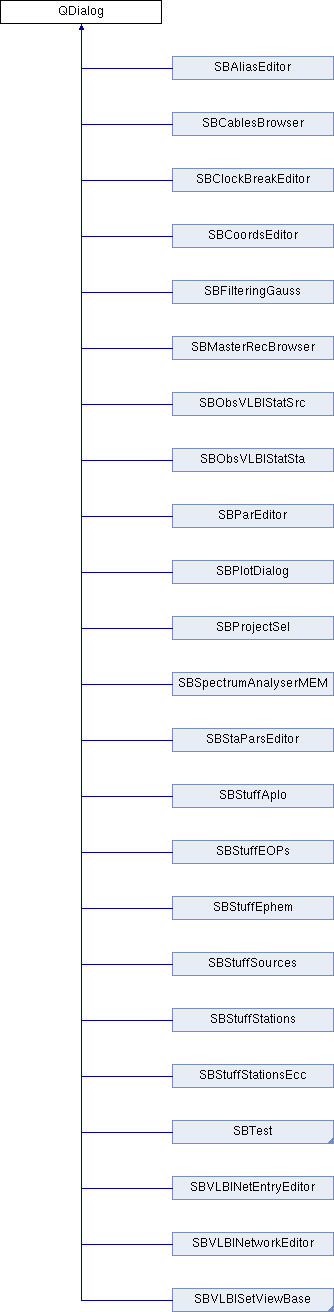 QDialog
SBAliasEditor
SBCablesBrowser
SBClockBreakEditor
SBCoordsEditor
SBFilteringGauss
SBMasterRecBrowser
SBObsVLBIStatSrc
SBObsVLBIStatSta
SBParEditor
SBPlotDialog
SBProjectSel
SBSpectrumAnalyserMEM
SBStaParsEditor
SBStuffAplo
SBStuffEOPs
SBStuffEphem
SBStuffSources
SBStuffStations
SBStuffStationsEcc
SBTest
SBVLBINetEntryEditor
SBVLBINetworkEditor
SBVLBISetViewBase